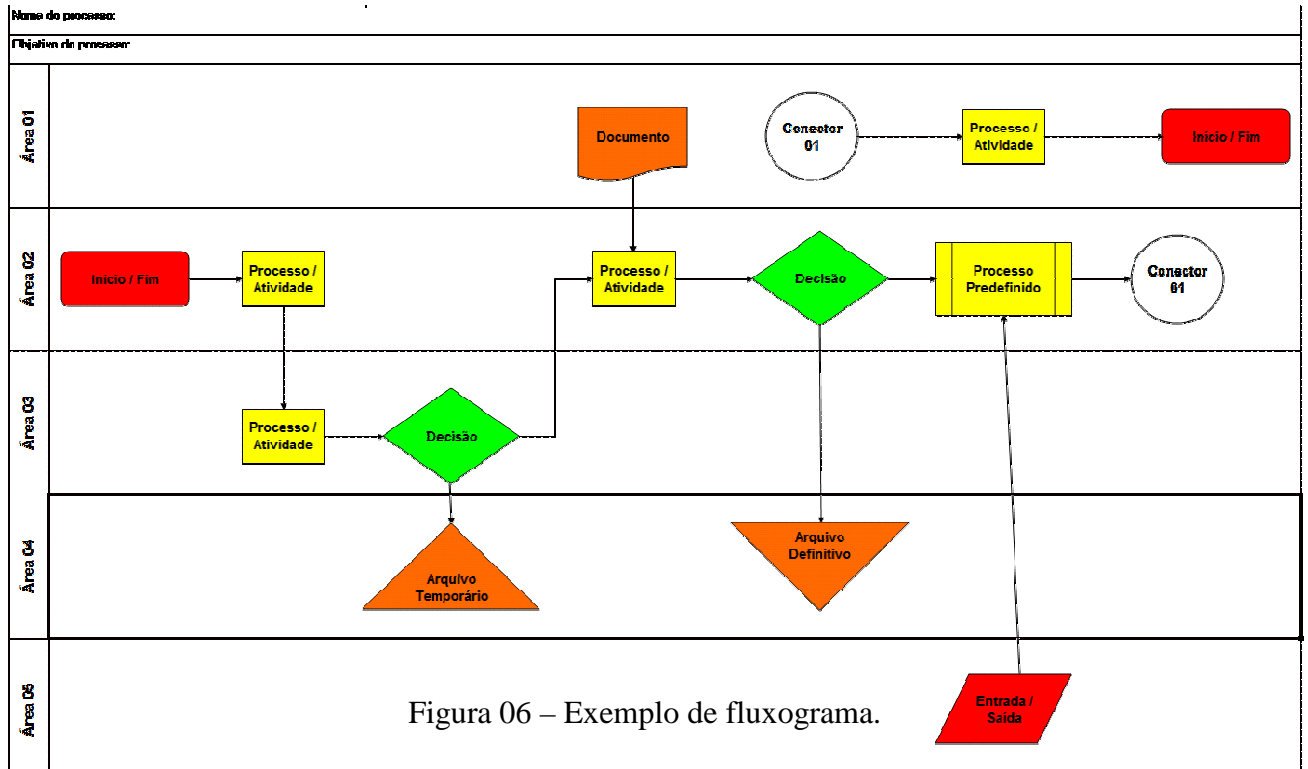 Nome do processo:
Objetivo do processo:
Área 01
Documento
Conector
01
Processo /
Atividade
Início / Fim
Área 02
Início / Fim
Processo /
Atividade
Processo /
Atividade
Decisão
Processo
Predefinido
Conector
01
Área 03
Processo /
Atividade
Decisão
Área 04
Arquivo
Temporário
Arquivo
Definitivo
Área 05
Entrada /
Saída
Figura 06 – Exemplo de fluxograma.